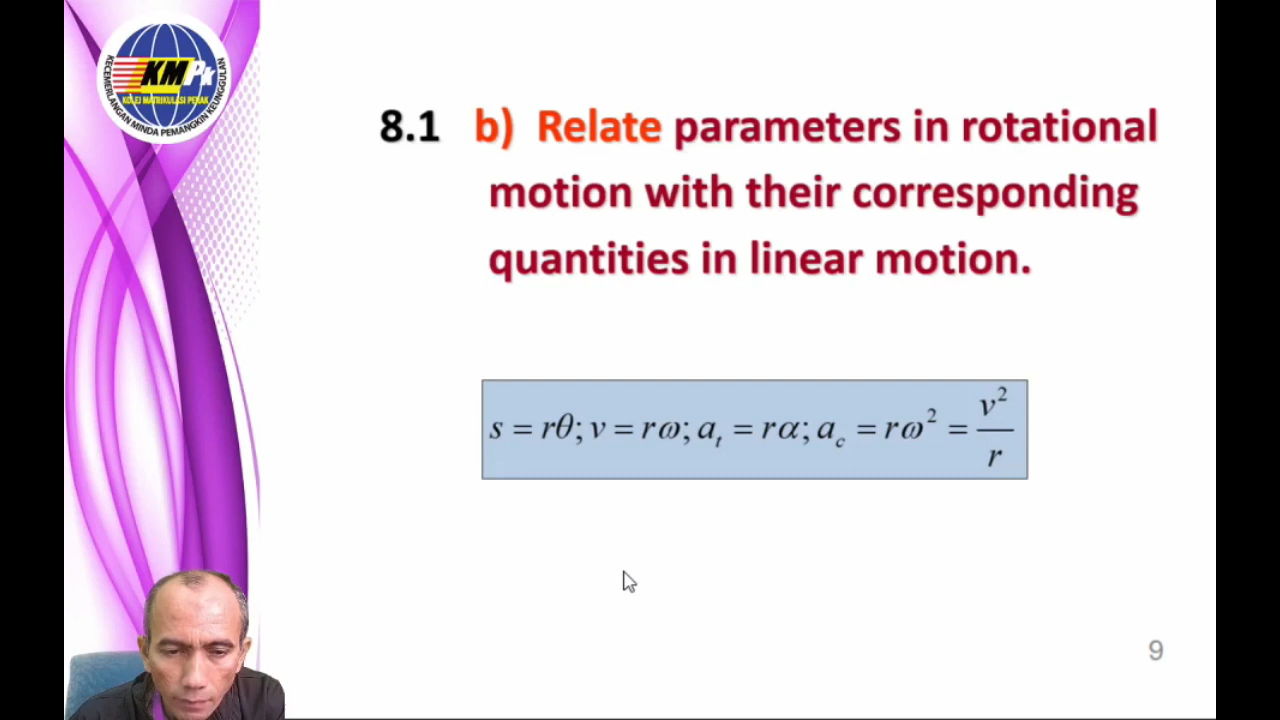 KMPk
KOLEJ MATRIKULASI PERAK
KECEMERLANGAN MINDA PEMANGKIN KEUNGGULAN
8.1 b) Relate parameters in rotational
motion with their corresponding
quantities in linear motion.
s = rθ; v = rω; a_t = rα; a_c = rω² = v²/r
9